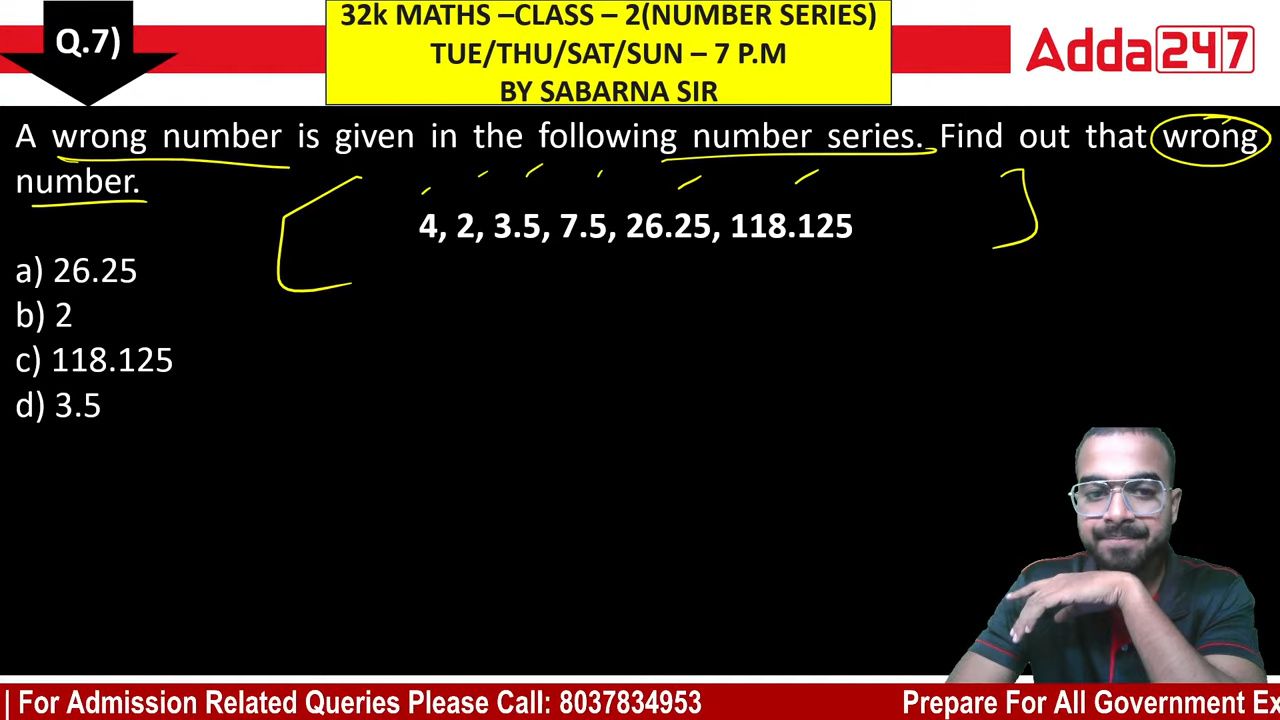 Q.7)
32k MATHS –CLASS – 2(NUMBER SERIES)
TUE/THU/SAT/SUN – 7 P.M
BY SABARNA SIR
Adda247
A wrong number is given in the following number series. Find out that wrong
number.
4, 2, 3.5, 7.5, 26.25, 118.125
a) 26.25
b) 2
c) 118.125
d) 3.5
| For Admission Related Queries Please Call: 8037834953 Prepare For All Government Ex